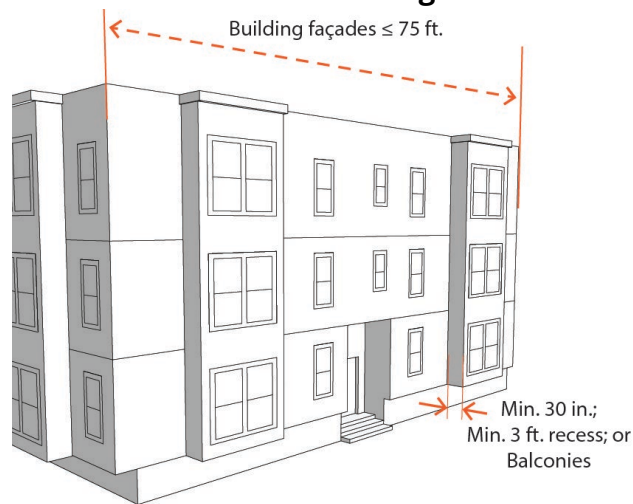 Building façades ≤ 75 ft.
Min. 30 in.;
Min. 3 ft. recess; or
Balconies